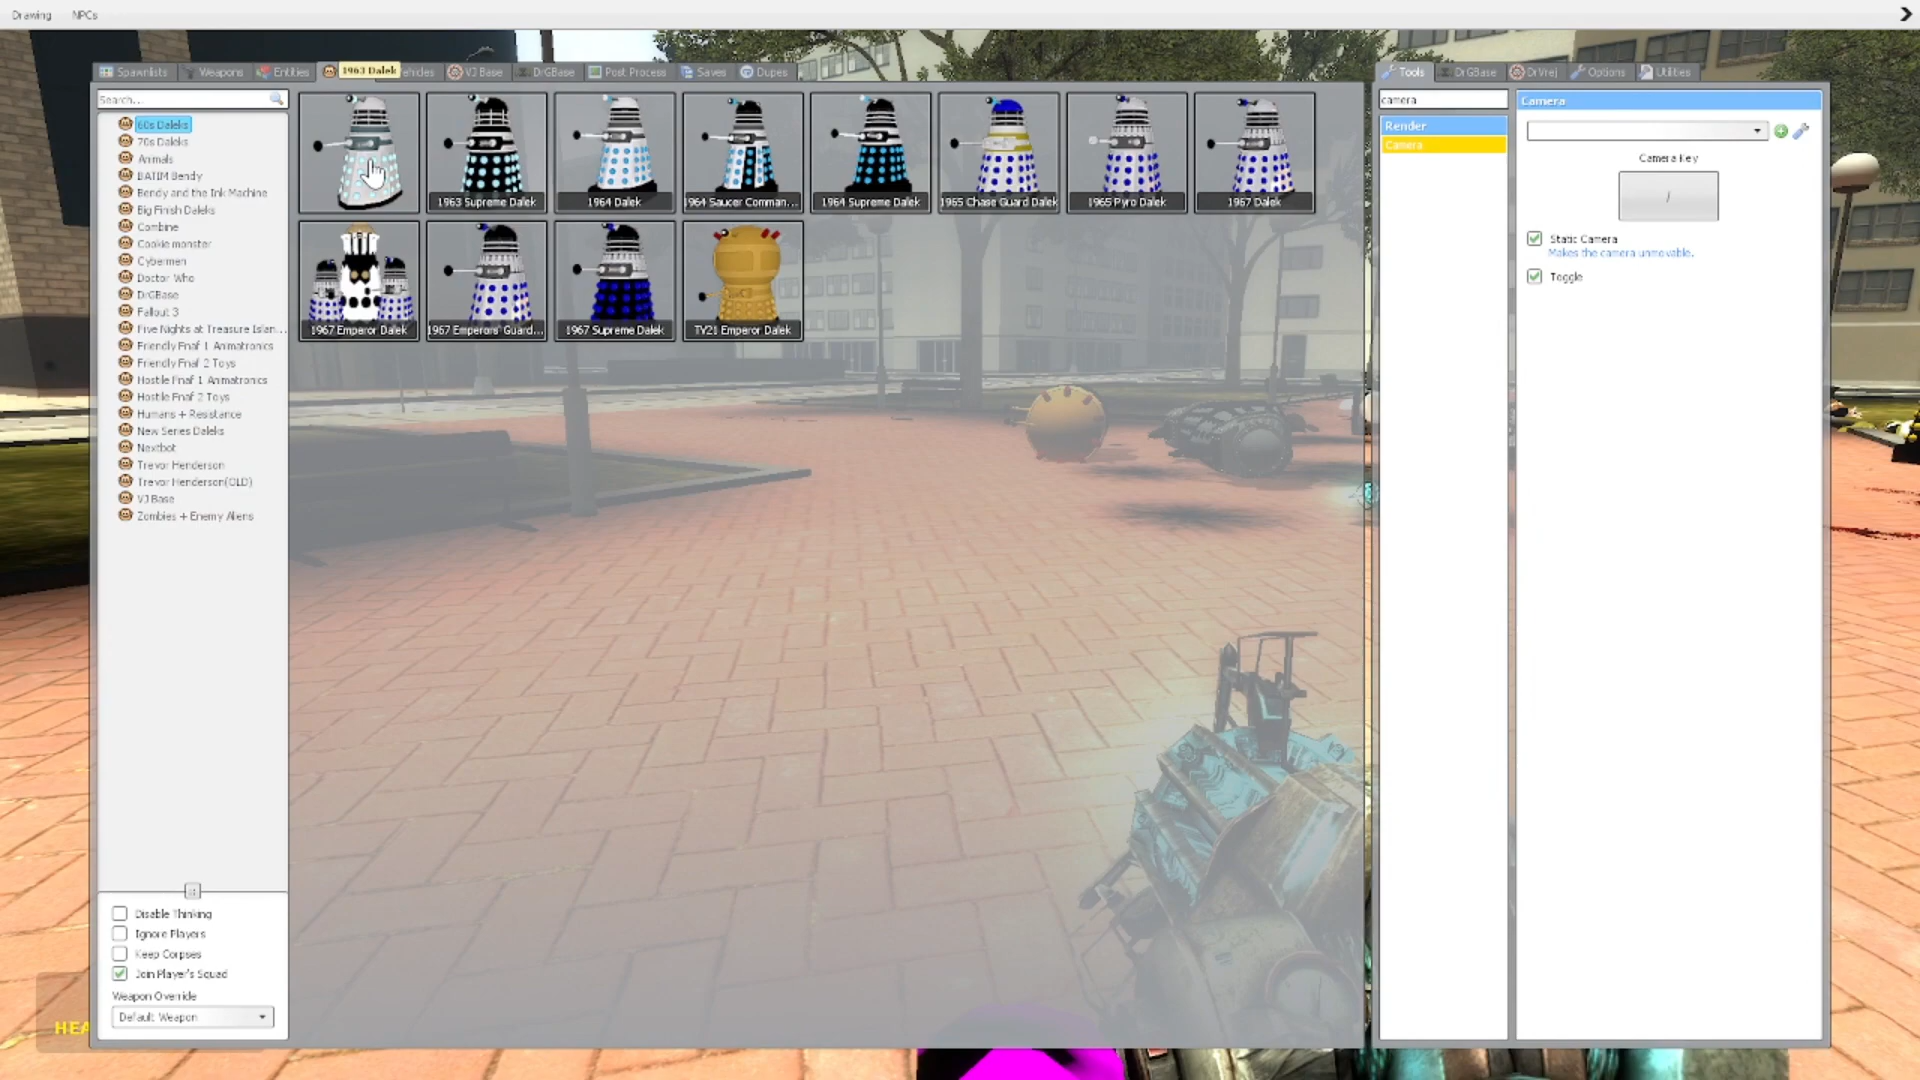 Drawing NPCs
Spawnlists Weapons Entities 1963 Dalek ehicles VJ Base DrGBase Post Process Saves Dupes
Tools DrGBase DrVrej Options Utilities
Search...
60s Daleks
70s Daleks
Animals
BATIM Bendy
Bendy and the Ink Machine
Big Finish Daleks
Combine
Cookie monster
Cybermen
Doctor Who
DrGBase
Fallout 3
Five Nights at Treasure Islan...
Friendly Fnaf 1 Animatronics
Friendly Fnaf 2 Toys
Hostile Fnaf 1 Animatronics
Hostile Fnaf 2 Toys
Humans + Resistance
New Series Daleks
Nextbot
Trevor Henderson
Trevor Henderson(OLD)
VJ Base
Zombies + Enemy Aliens
Disable Thinking
Ignore Players
Keep Corpses
Join Player's Squad
Weapon Override
Default Weapon
1963 Supreme Dalek
1964 Dalek
1964 Saucer Comman...
1964 Supreme Dalek
1965 Chase Guard Dalek
1965 Pyro Dalek
1967 Dalek
1967 Emperor Dalek
1967 Emperors' Guard...
1967 Supreme Dalek
TV21 Emperor Dalek
camera
Render
Camera
Camera
Camera Key
/
Static Camera
Makes the camera unmovable.
Toggle
HEA